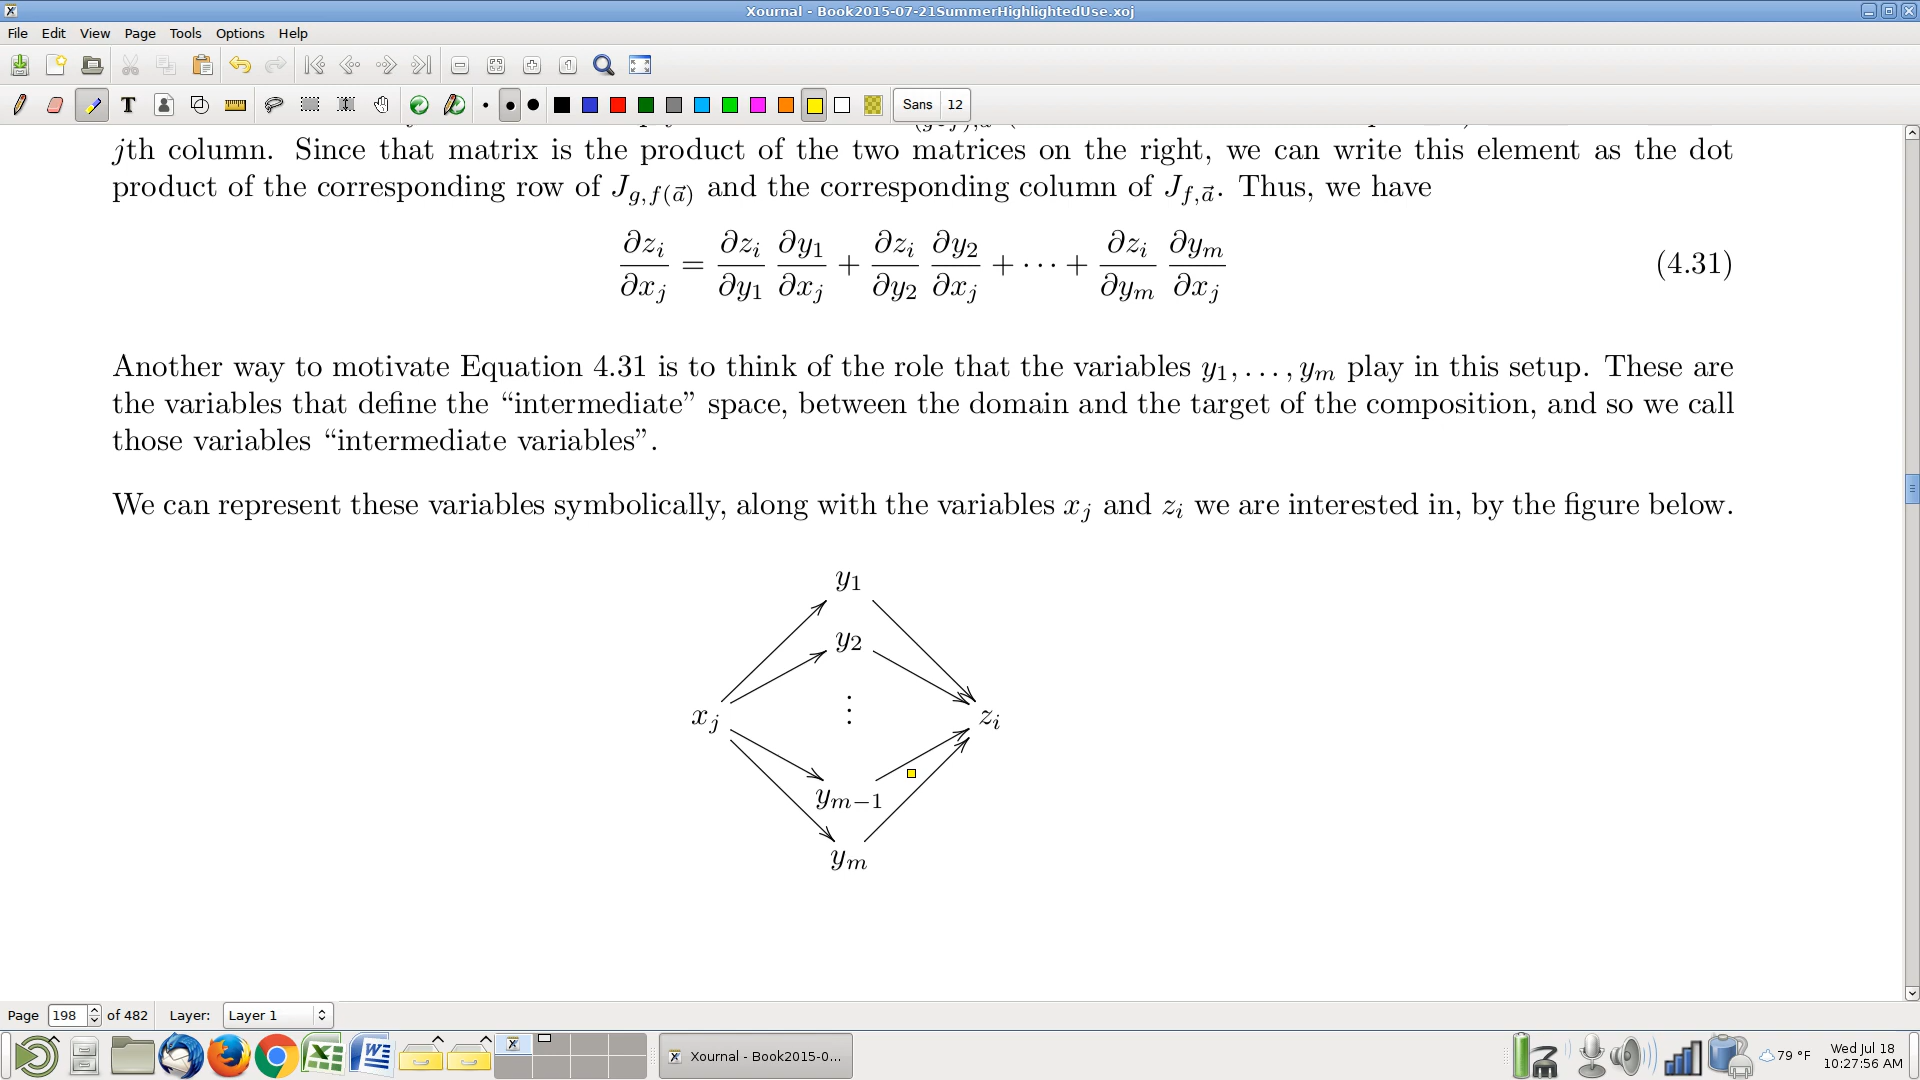 Xournal - Book2015-07-21SummerHighlightedUse.xoj
File Edit View Page Tools Options Help
Sans 12
jth column. Since that matrix is the product of the two matrices on the right, we can write this element as the dot
product of the corresponding row of J_{g,f(\vec{a})} and the corresponding column of J_{f,\vec{a}}. Thus, we have
∂z_i/∂x_j = ∂z_i/∂y_1 ∂y_1/∂x_j + ∂z_i/∂y_2 ∂y_2/∂x_j + ··· + ∂z_i/∂y_m ∂y_m/∂x_j (4.31)
Another way to motivate Equation 4.31 is to think of the role that the variables y_1, . . . , y_m play in this setup. These are
the variables that define the “intermediate” space, between the domain and the target of the composition, and so we call
those variables “intermediate variables”.
We can represent these variables symbolically, along with the variables x_j and z_i we are interested in, by the figure below.
y_1
y_2
⋮
x_j z_i
y_{m−1}
y_m
Page 198 of 482 Layer: Layer 1
Xournal - Book2015-0...
79 °F
Wed Jul 18
10:27:56 AM